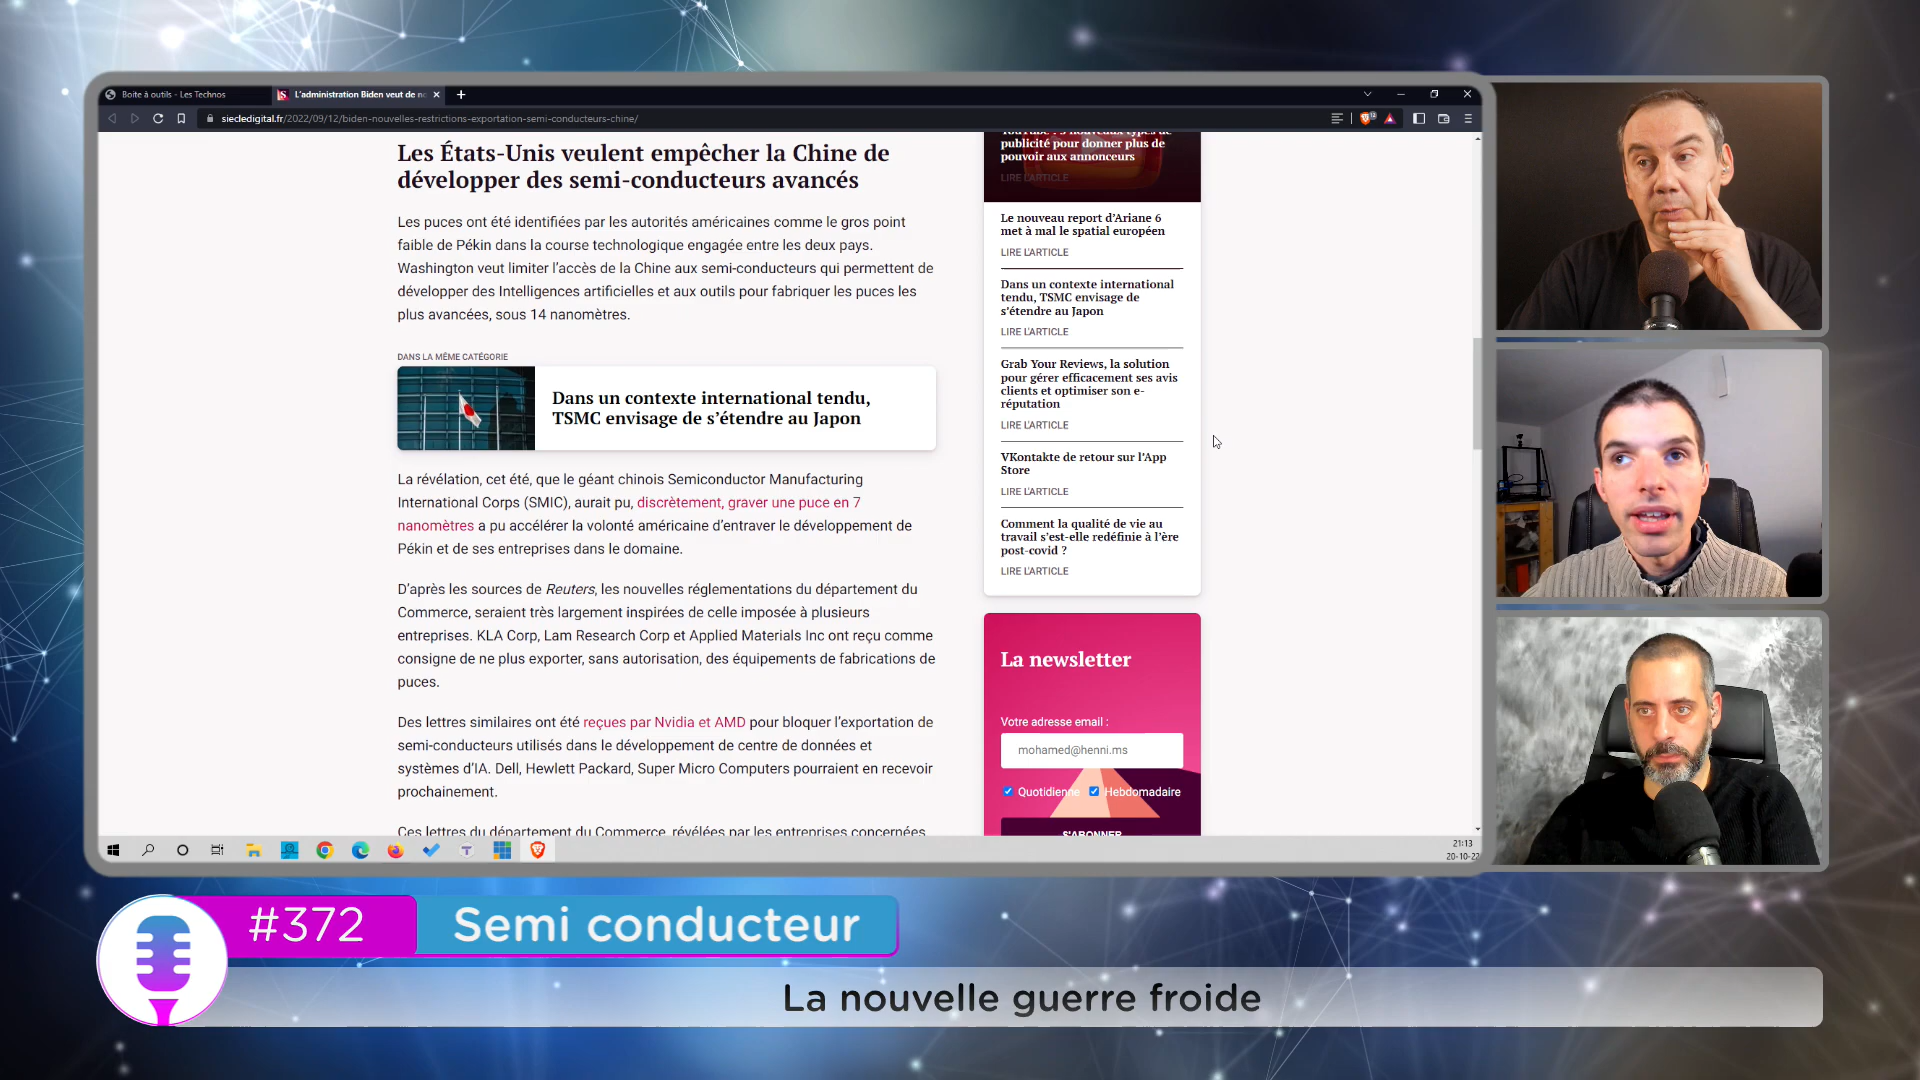 Boite à outils - Les Technos
L'administration Biden veut de no
siecledigital.fr/2022/09/12/biden-nouvelles-restrictions-exportation-semi-conducteurs-chine/
Les États-Unis veulent empêcher la Chine de
développer des semi-conducteurs avancés
Les puces ont été identifiées par les autorités américaines comme le gros point
faible de Pékin dans la course technologique engagée entre les deux pays.
Washington veut limiter l'accès de la Chine aux semi-conducteurs qui permettent de
développer des Intelligences artificielles et aux outils pour fabriquer les puces les
plus avancées, sous 14 nanomètres.
DANS LA MÊME CATÉGORIE
Dans un contexte international tendu,
TSMC envisage de s'étendre au Japon
La révélation, cet été, que le géant chinois Semiconductor Manufacturing
International Corps (SMIC), aurait pu, discrètement, graver une puce en 7
nanomètres a pu accélérer la volonté américaine d'entraver le développement de
Pékin et de ses entreprises dans le domaine.
D'après les sources de Reuters, les nouvelles réglementations du département du
Commerce, seraient très largement inspirées de celle imposée à plusieurs
entreprises. KLA Corp, Lam Research Corp et Applied Materials Inc ont reçu comme
consigne de ne plus exporter, sans autorisation, des équipements de fabrications de
puces.
Des lettres similaires ont été reçues par Nvidia et AMD pour bloquer l'exportation de
semi-conducteurs utilisés dans le développement de centre de données et
systèmes d'IA. Dell, Hewlett Packard, Super Micro Computers pourraient en recevoir
prochainement.
Ces lettres du département du Commerce, révélées par les entreprises concernées
YouTube : 3 nouveaux types de
publicité pour donner plus de
pouvoir aux annonceurs
LIRE L'ARTICLE
Le nouveau report d'Ariane 6
met à mal le spatial européen
LIRE L'ARTICLE
Dans un contexte international
tendu, TSMC envisage de
s'étendre au Japon
LIRE L'ARTICLE
Grab Your Reviews, la solution
pour gérer efficacement ses avis
clients et optimiser son e-
réputation
LIRE L'ARTICLE
VKontakte de retour sur l'App
Store
LIRE L'ARTICLE
Comment la qualité de vie au
travail s'est-elle redéfinie à l'ère
post-covid ?
LIRE L'ARTICLE
La newsletter
Votre adresse email :
mohamed@henni.ms
Quotidienne Hebdomadaire
S'ABONNER
21:13
20-10-22
#372
Semi conducteur
La nouvelle guerre froide